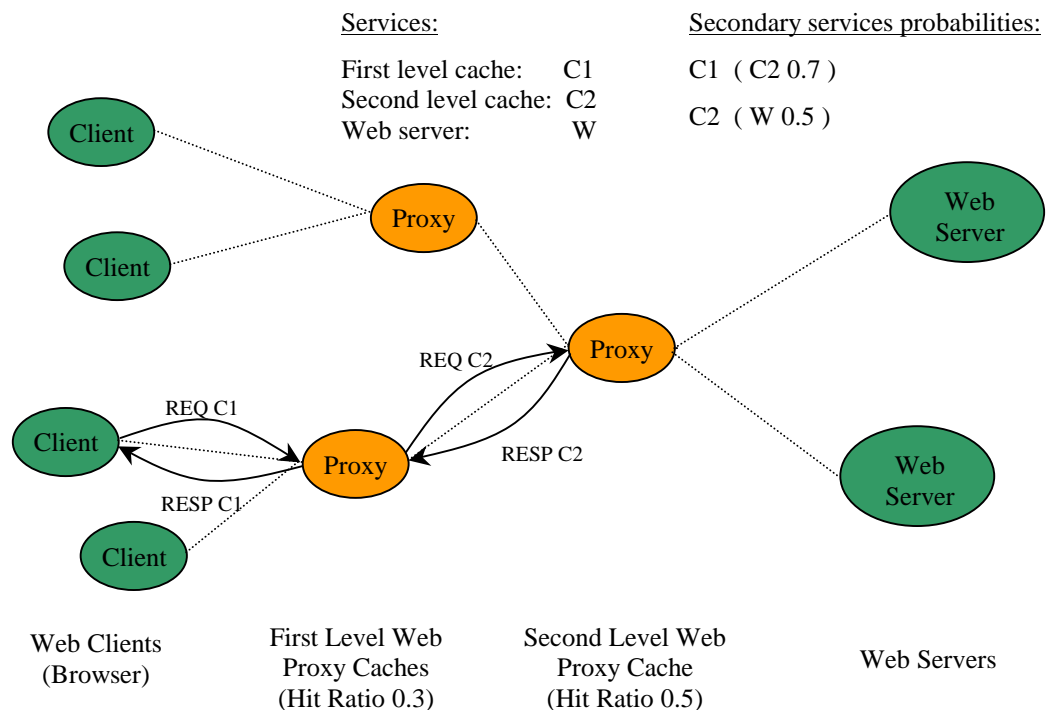 Services:
Secondary services probabilities:
First level cache: C1
C1 ( C2 0.7 )
Second level cache: C2
C2 ( W 0.5 )
Web server: W
Client
Proxy
Web
Server
Client
Proxy
REQ C2
REQ C1
Client
RESP C2
Proxy
Web
Server
RESP C1
Client
Web Clients
(Browser)
First Level Web
Proxy Caches
(Hit Ratio 0.3)
Second Level Web
Proxy Cache
(Hit Ratio 0.5)
Web Servers